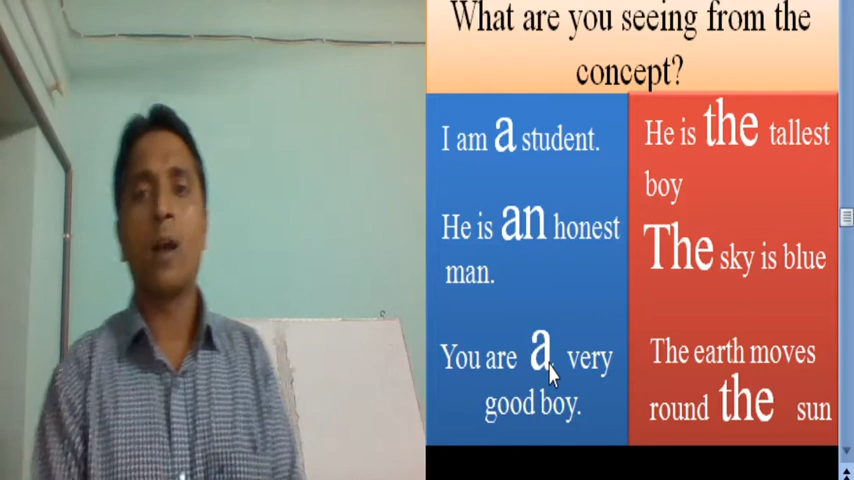 What are you seeing from the
concept?
I am a student.
He is an honest
man.
You are a very
good boy.
He is the tallest
boy
The sky is blue
The earth moves
round the sun